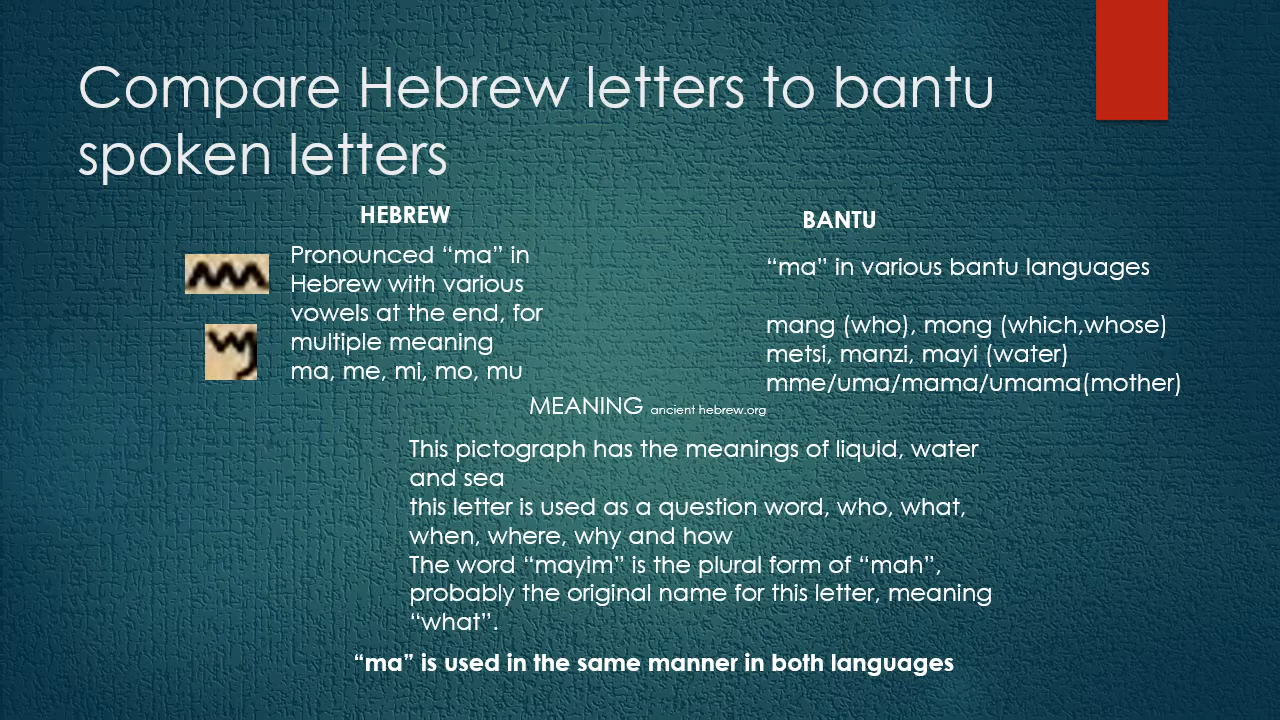 Compare Hebrew letters to bantu
spoken letters
HEBREW
Pronounced “ma” in
Hebrew with various
vowels at the end, for
multiple meaning
ma, me, mi, mo, mu
BANTU
“ma” in various bantu languages
mang (who), mong (which,whose)
metsi, manzi, mayi (water)
mme/uma/mama/umama(mother)
MEANING ancient hebrew.org
This pictograph has the meanings of liquid, water
and sea
this letter is used as a question word, who, what,
when, where, why and how
The word “mayim” is the plural form of “mah”,
probably the original name for this letter, meaning
“what”.
“ma” is used in the same manner in both languages